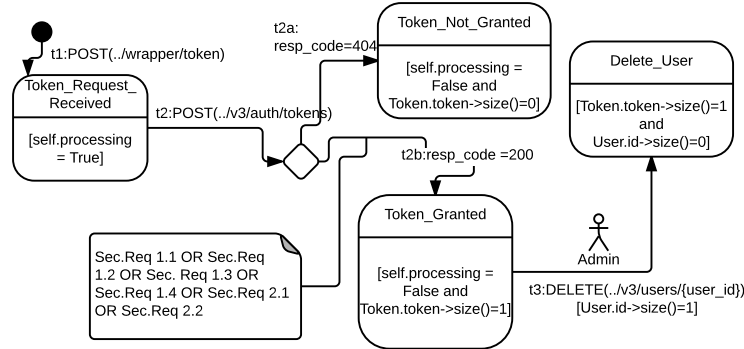 t1:POST(../wrapper/token)
Token_Request_
Received
[self.processing
= True]
t2:POST(../v3/auth/tokens)
t2a:
resp_code=404
Token_Not_Granted
[self.processing =
False and
Token.token->size()=0]
t2b:resp_code =200
Token_Granted
[self.processing =
False and
Token.token->size()=1]
Sec.Req 1.1 OR Sec.Req
1.2 OR Sec. Req 1.3 OR
Sec.Req 1.4 OR Sec.Req 2.1
OR Sec.Req 2.2
Delete_User
[Token.token->size()=1
and
User.id->size()=0]
Admin
t3:DELETE(../v3/users/{user_id})
[User.id->size()=1]